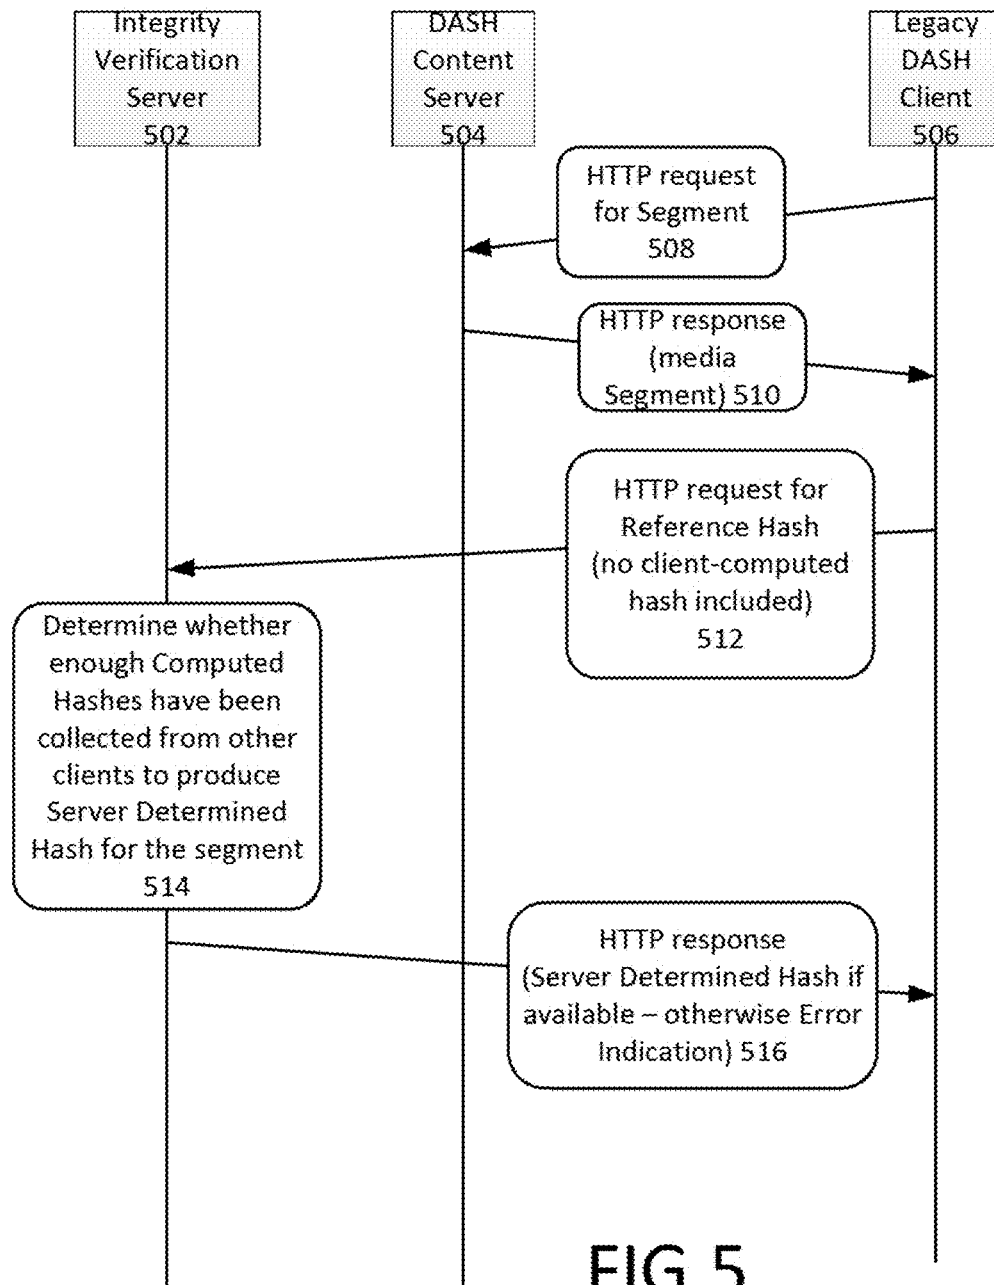 Integrity
Verification
Server
502
DASH
Content
Server
504
Legacy
DASH
Client
506
HTTP request
for Segment
508
HTTP response
(media
Segment) 510
HTTP request for
Reference Hash
(no client-computed
hash included)
512
Determine whether
enough Computed
Hashes have been
collected from other
clients to produce
Server Determined
Hash for the segment
514
HTTP response
(Server Determined Hash if
available – otherwise Error
Indication) 516
FIG 5